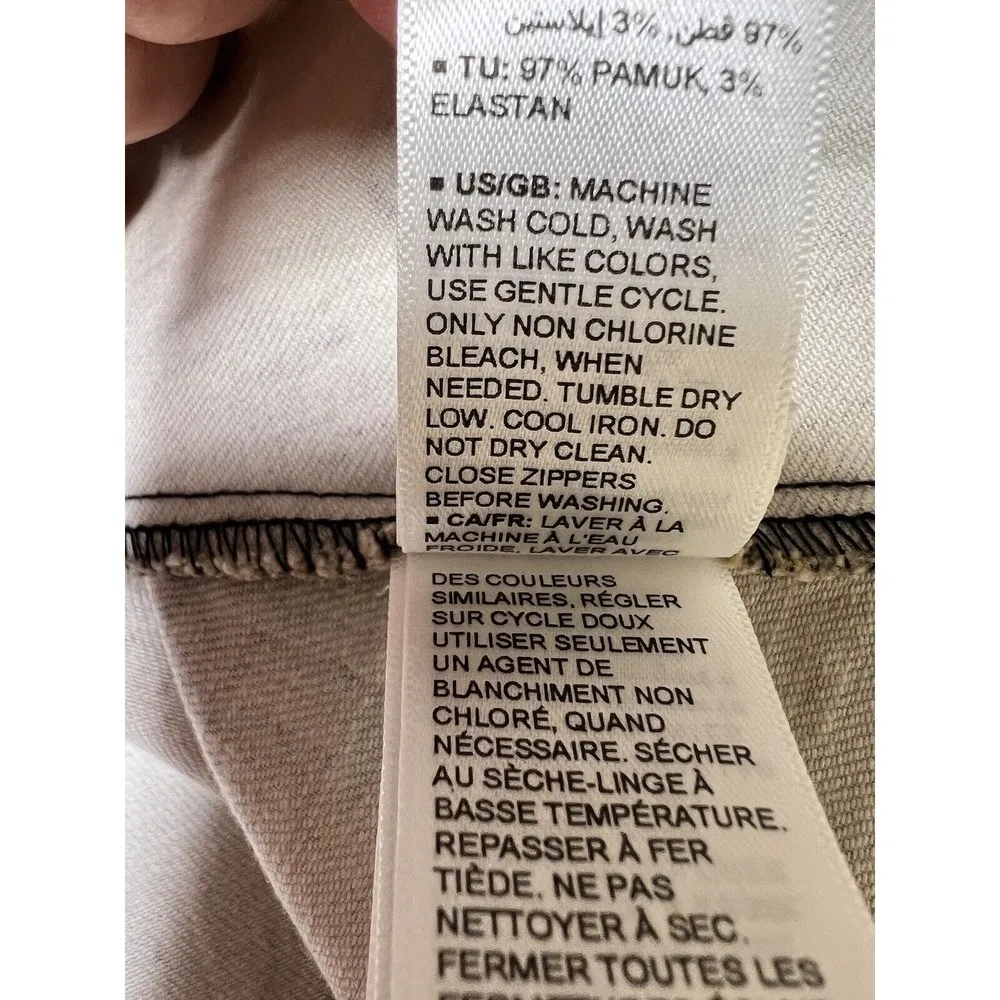 97% قطن, 3% إيلاستين
▪ TU: 97% PAMUK, 3%
ELASTAN
▪ US/GB: MACHINE
WASH COLD, WASH
WITH LIKE COLORS,
USE GENTLE CYCLE.
ONLY NON CHLORINE
BLEACH, WHEN
NEEDED. TUMBLE DRY
LOW. COOL IRON. DO
NOT DRY CLEAN.
CLOSE ZIPPERS
BEFORE WASHING.
▪ CA/FR: LAVER À LA
MACHINE À L'EAU
FROIDE, LAVER AVEC
DES COULEURS
SIMILAIRES, RÉGLER
SUR CYCLE DOUX
UTILISER SEULEMENT
UN AGENT DE
BLANCHIMENT NON
CHLORÉ, QUAND
NÉCESSAIRE. SÉCHER
AU SÈCHE-LINGE À
BASSE TEMPÉRATURE.
REPASSER À FER
TIÈDE. NE PAS
NETTOYER À SEC.
FERMER TOUTES LES